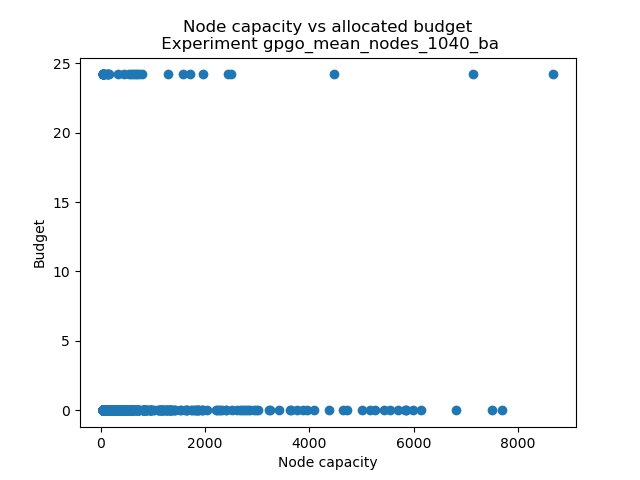 Node capacity vs allocated budget
Experiment gpgo_mean_nodes_1040_ba
25
20
15
10
5
0
Budget
0 2000 4000 6000 8000
Node capacity